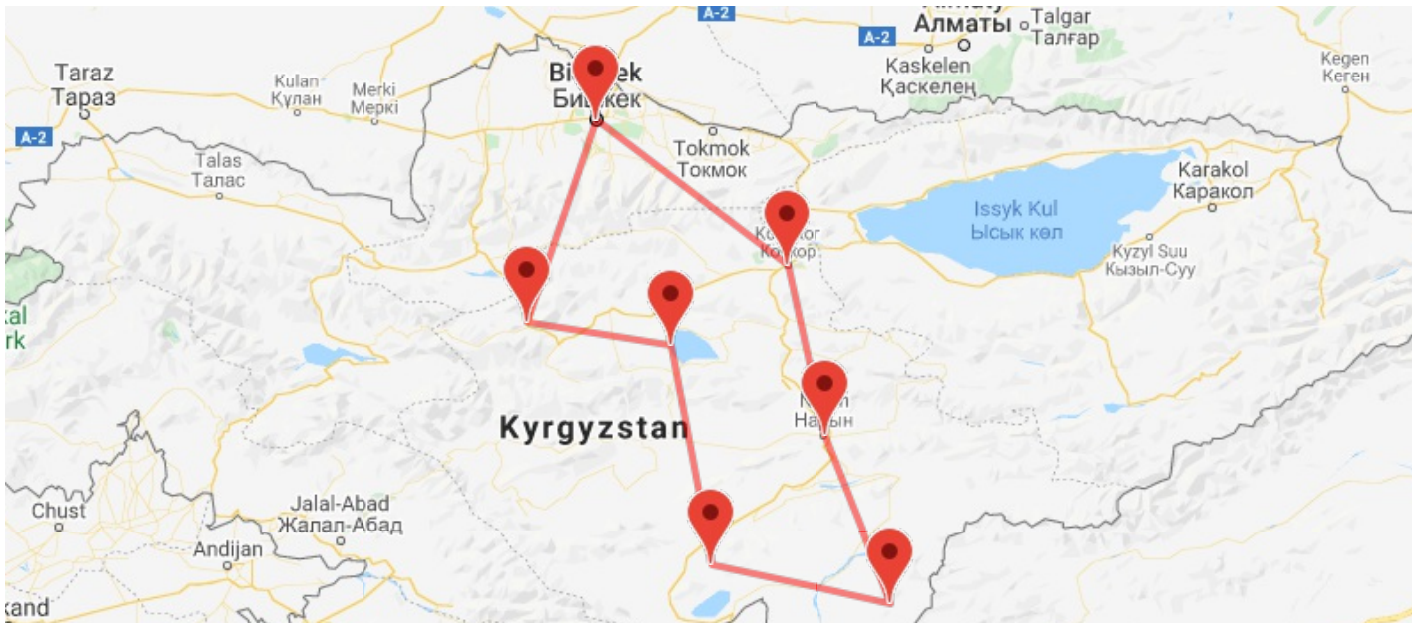 A-2
АЛМАТЫ
Talgar
Талғар
A-2
Kaskelen
Қаскелең
Kegen
Кеген
Taraz
Тараз
Kulan
Құлан
Merki
Меркі
A-2
Talas
Талас
Tokmok
Токмок
Karakol
Каракол
Issyk Kul
Ысык көл
Kyzyl Suu
Кызыл-Суу
Kyrgyzstan
Chust
Jalal-Abad
Жалал-Абад
Andijan